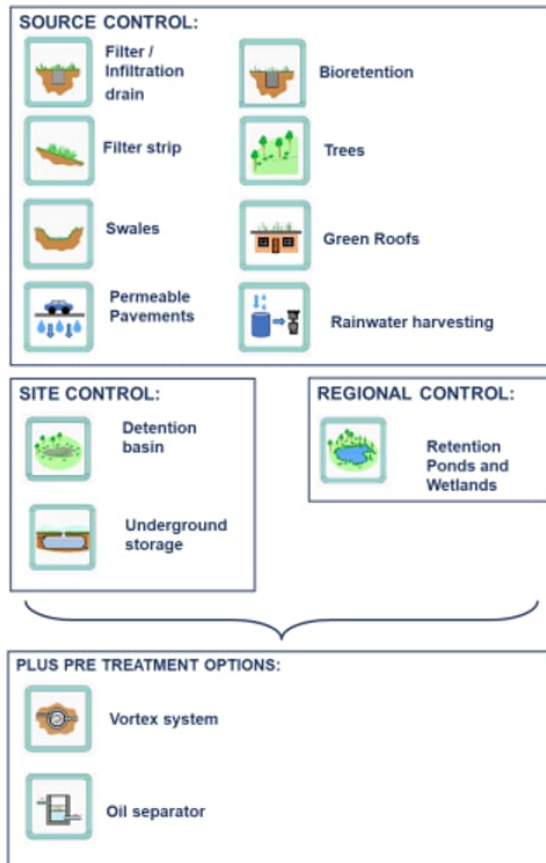 SOURCE CONTROL:
Filter /
Infiltration
drain
Bioretention
Filter strip
Trees
Swales
Green Roofs
Permeable
Pavements
Rainwater harvesting
SITE CONTROL:
Detention
basin
Underground
storage
REGIONAL CONTROL:
Retention
Ponds and
Wetlands
PLUS PRE TREATMENT OPTIONS:
Vortex system
Oil separator